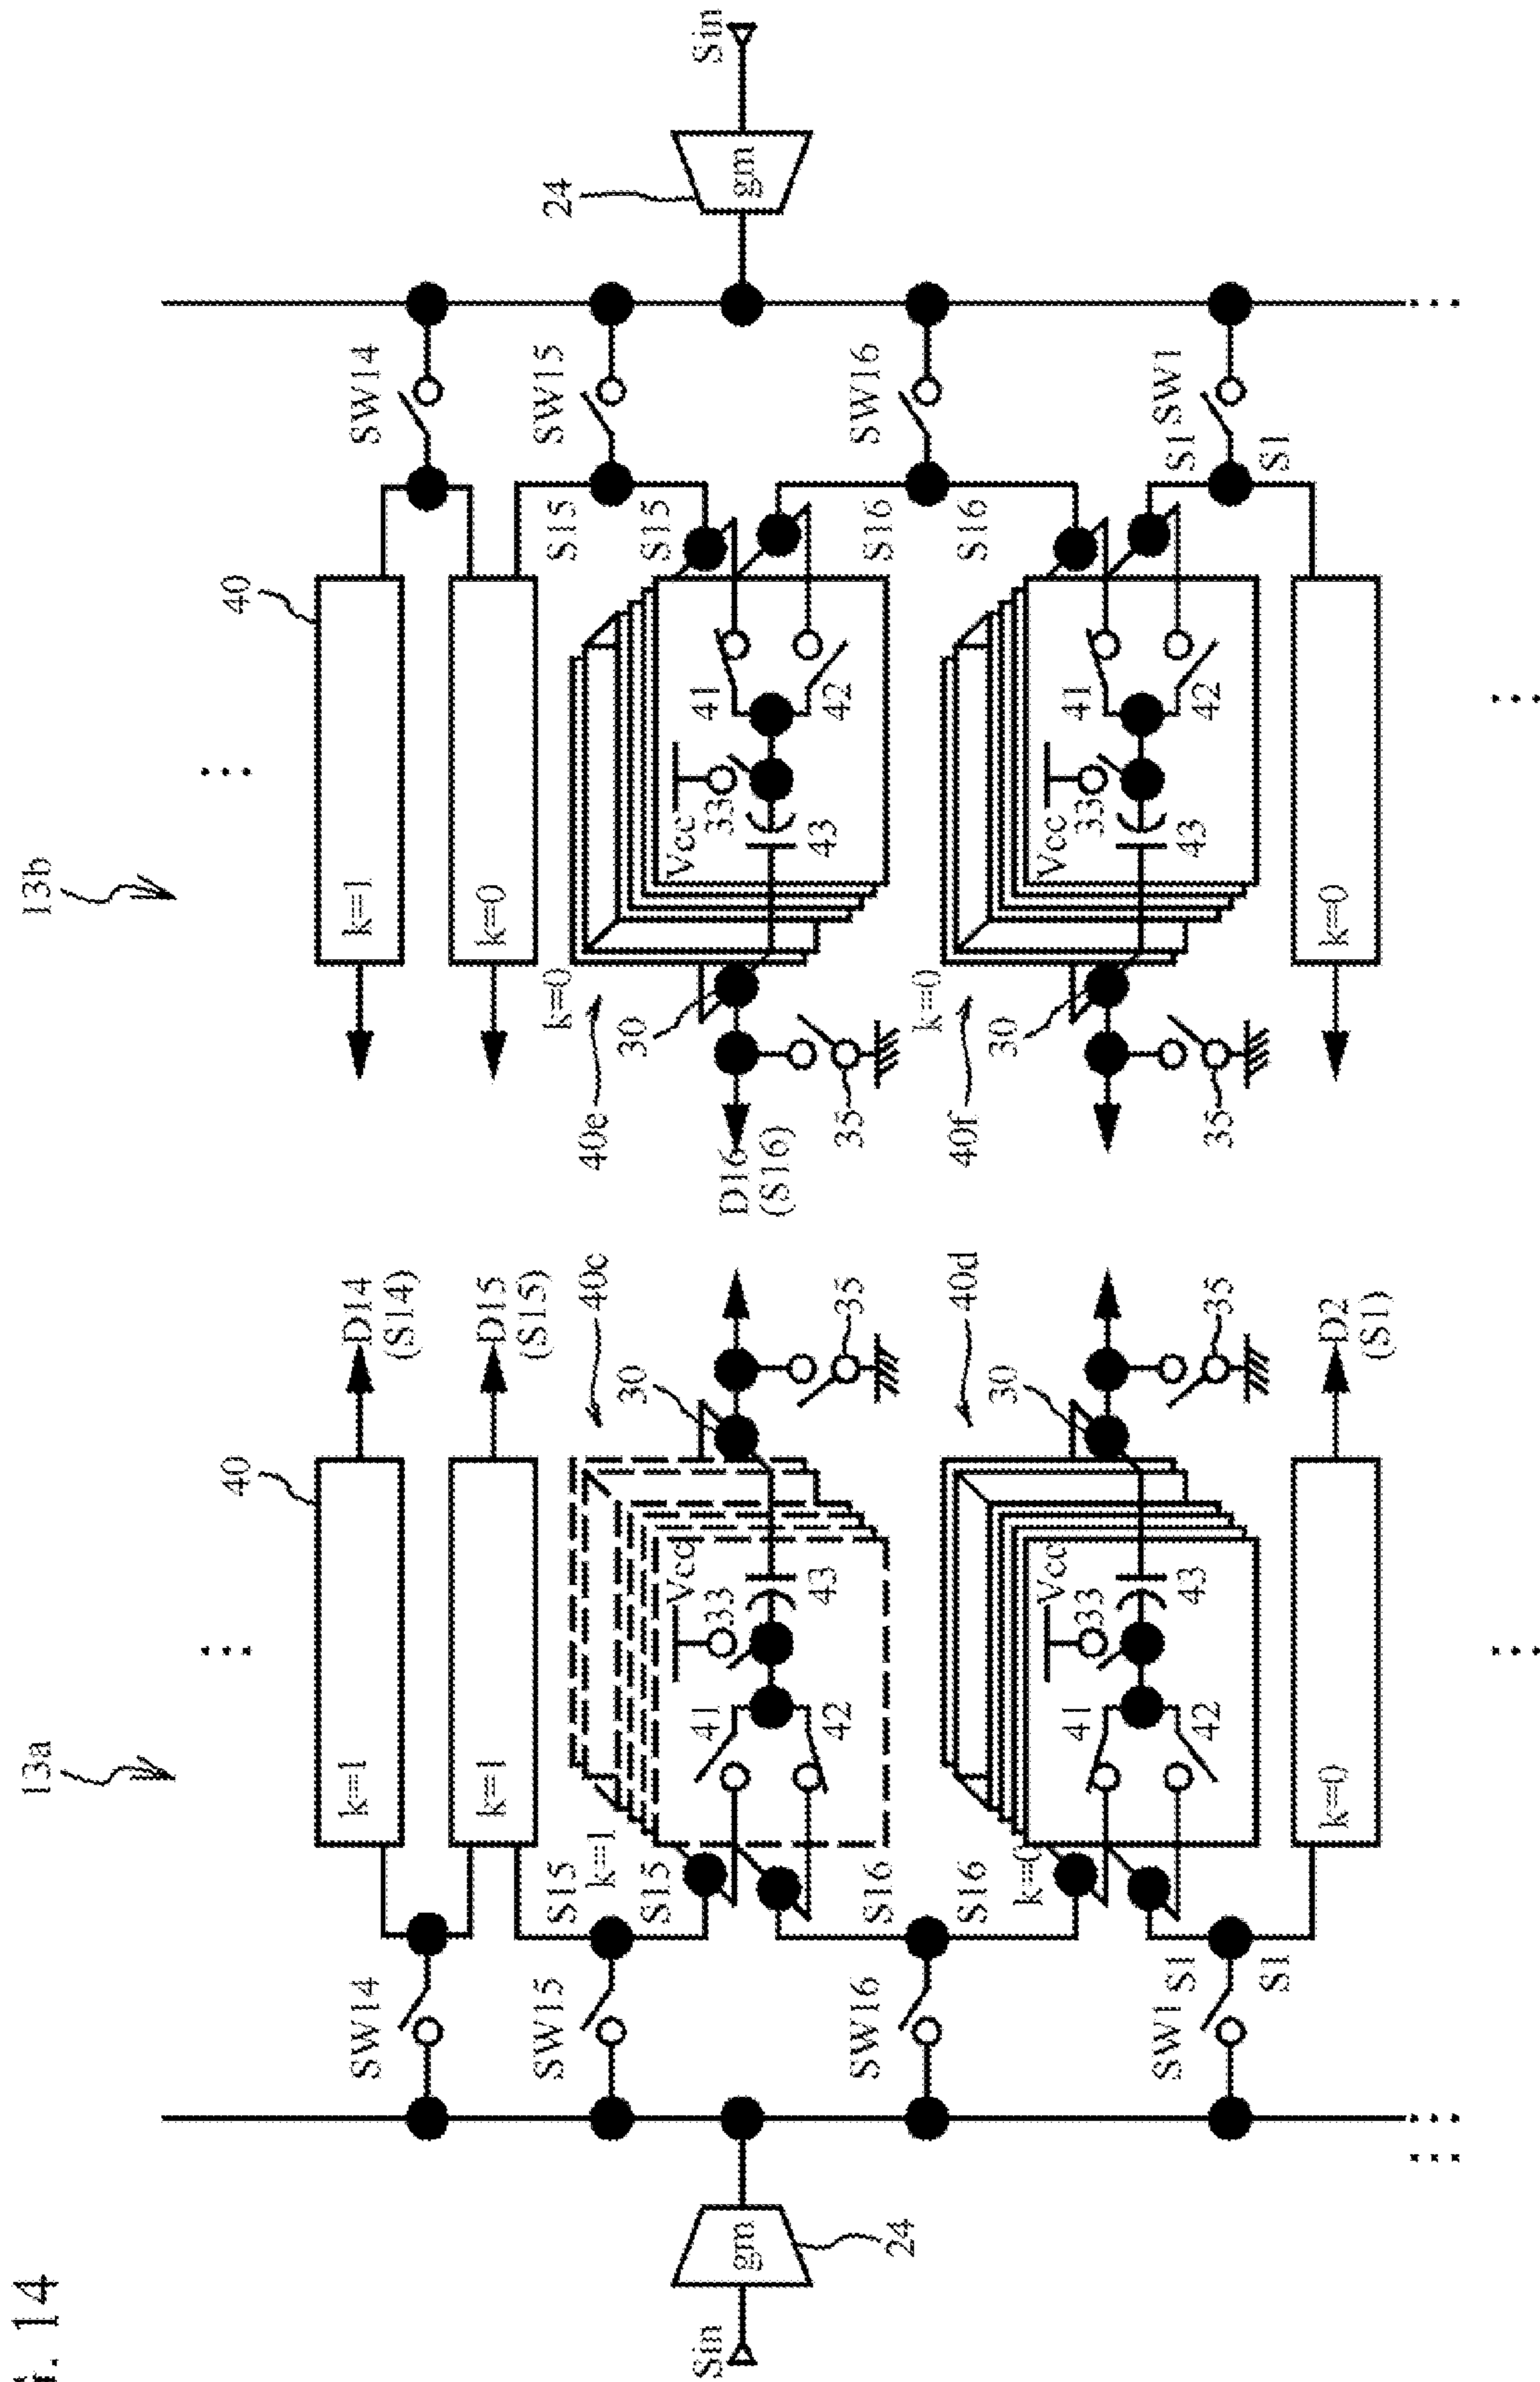 G. 14
13a
13b
Sin
gm
24
SW14
SW15
SW16
SW1
S15
S15
S16
S16
S1
S1
40
k=1
k=1
k=1
k=0
k=0
41
42
33
Vcc
43
41
42
33
Vcc
43
30
35
30
35
40c
40d
D14
(S14)
D15
(S15)
D2
(S1)
D16
(S16)
40e
40f
30
35
30
35
40
k=1
k=0
k=0
k=0
k=0
Vcc
33
43
41
42
Vcc
33
43
41
42
S15
S15
S16
S16
S1
S1
SW14
SW15
SW16
SW1
24
gm
Sin